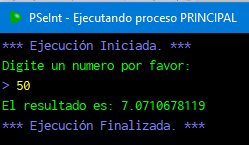 PSeInt - Ejecutando proceso PRINCIPAL
*** Ejecución Iniciada. ***
Digite un numero por favor:
> 50
El resultado es: 7.0710678119
*** Ejecución Finalizada. ***